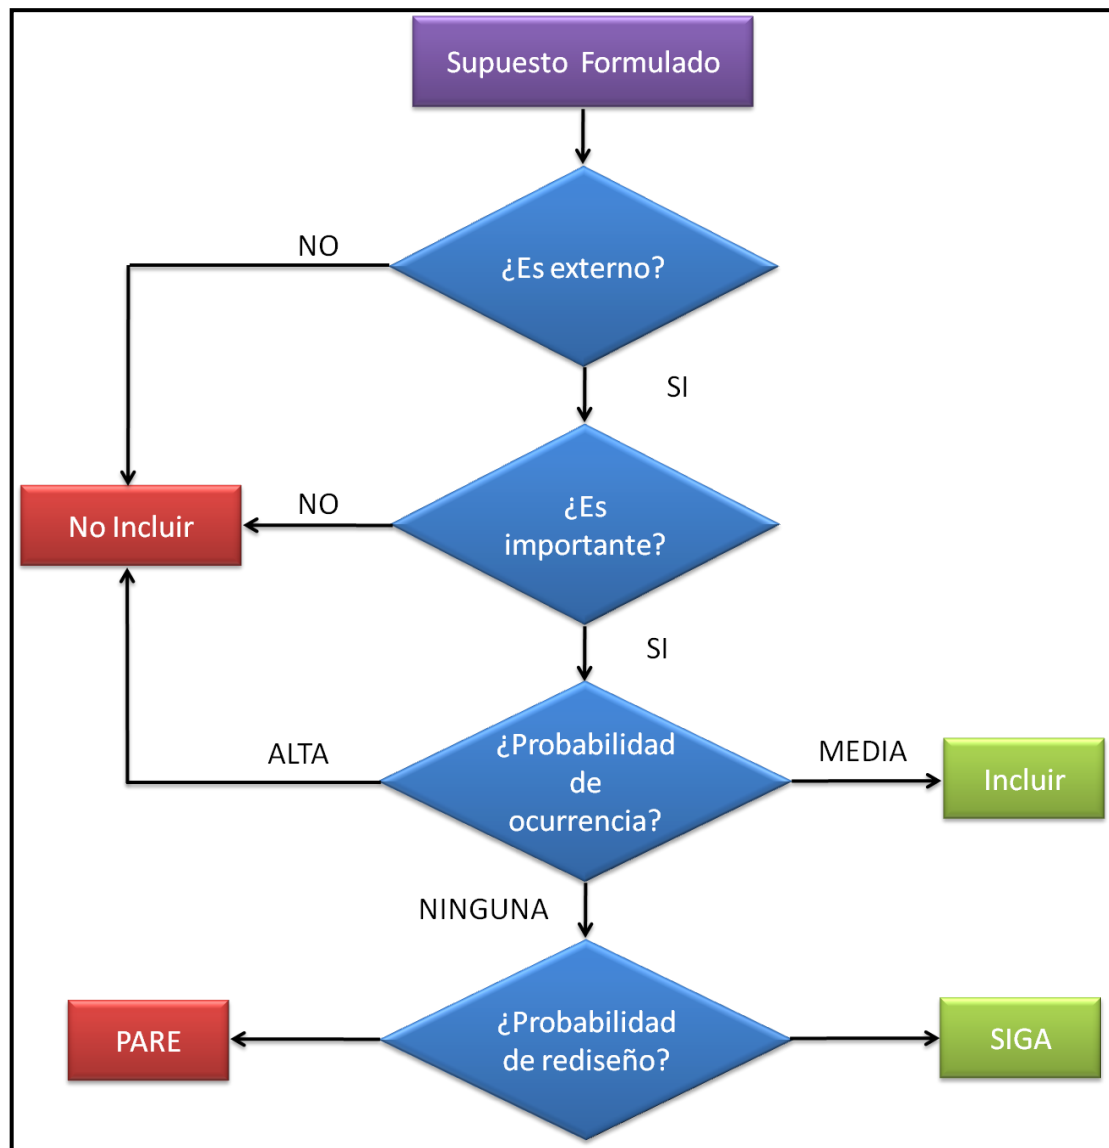 Supuesto Formulado
NO
¿Es externo?
SI
No Incluir
NO
¿Es
importante?
SI
ALTA
¿Probabilidad
de
ocurrencia?
MEDIA
Incluir
NINGUNA
PARE
¿Probabilidad
de rediseño?
SIGA